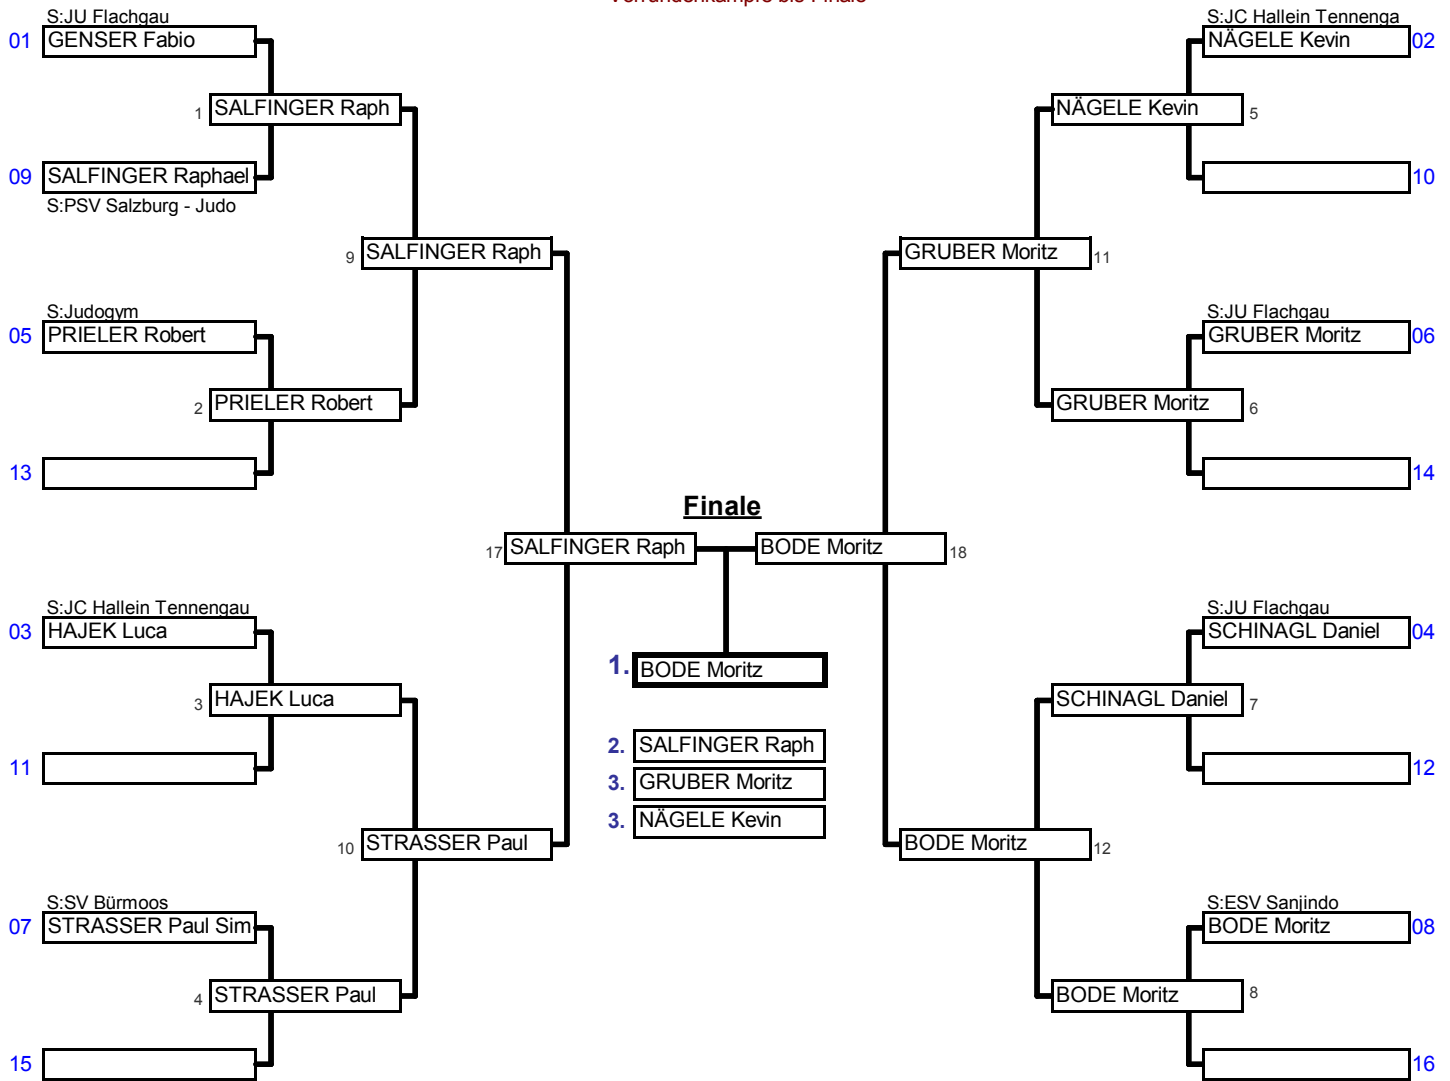 Vorrundenkämpfe bis Finale
S:JU Flachgau
01 GENSER Fabio
1 SALFINGER Raph
09 SALFINGER Raphael
S:PSV Salzburg - Judo
9 SALFINGER Raph
S:Judogym
05 PRIELER Robert
2 PRIELER Robert
13
17 SALFINGER Raph
S:JC Hallein Tennengau
03 HAJEK Luca
3 HAJEK Luca
11
10 STRASSER Paul
S:SV Bürmoos
07 STRASSER Paul Sim
4 STRASSER Paul
15
Finale
1. BODE Moritz
2. SALFINGER Raph
3. GRUBER Moritz
3. NÄGELE Kevin
S:JC Hallein Tennenga
NÄGELE Kevin 02
NÄGELE Kevin 5
10
GRUBER Moritz 11
S:JU Flachgau
GRUBER Moritz 06
GRUBER Moritz 6
14
BODE Moritz 18
S:JU Flachgau
SCHINAGL Daniel 04
SCHINAGL Daniel 7
12
BODE Moritz 12
S:ESV Sanjindo
BODE Moritz 08
BODE Moritz 8
16